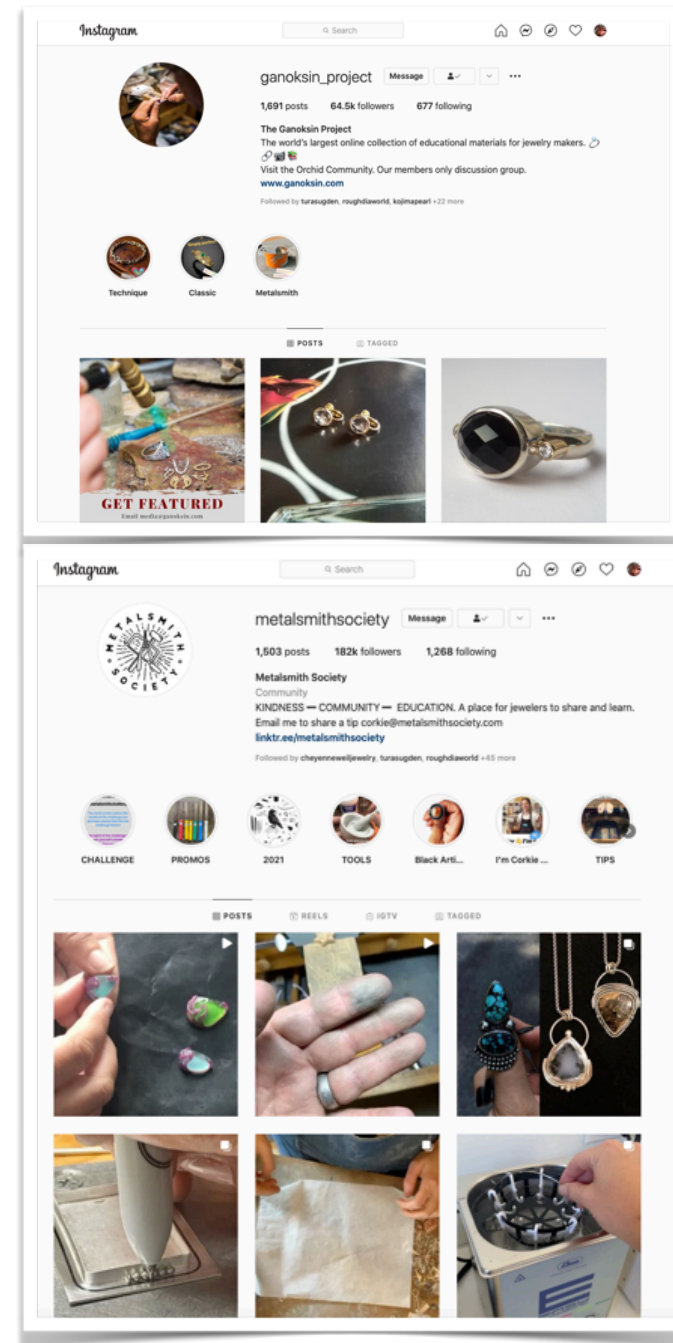 Instagram
Search
ganoksin_project Message
1,691 posts 64.5k followers 677 following
The Ganoksin Project
The world's largest online collection of educational materials for jewelry makers.
Visit the Orchid Community. Our members only discussion group.
www.ganoksin.com
Followed by turasugden, roughdiaworld, kojimapearl +22 more
Technique Classic Metalsmith
POSTS TAGGED
GET FEATURED
Email media@ganoksin.com
Instagram
Search
METALSMITH SOCIETY
metalsmithsociety Message
1,503 posts 182k followers 1,268 following
Metalsmith Society
Community
KINDNESS — COMMUNITY — EDUCATION. A place for jewelers to share and learn.
Email me to share a tip corkie@metalsmithsociety.com
linktr.ee/metalsmithsociety
Followed by cheyenneweiljewelry, turasugden, roughdiaworld +45 more
CHALLENGE PROMOS 2021 TOOLS Black Arti... I'm Corkie ... TIPS
POSTS REELS IGTV TAGGED